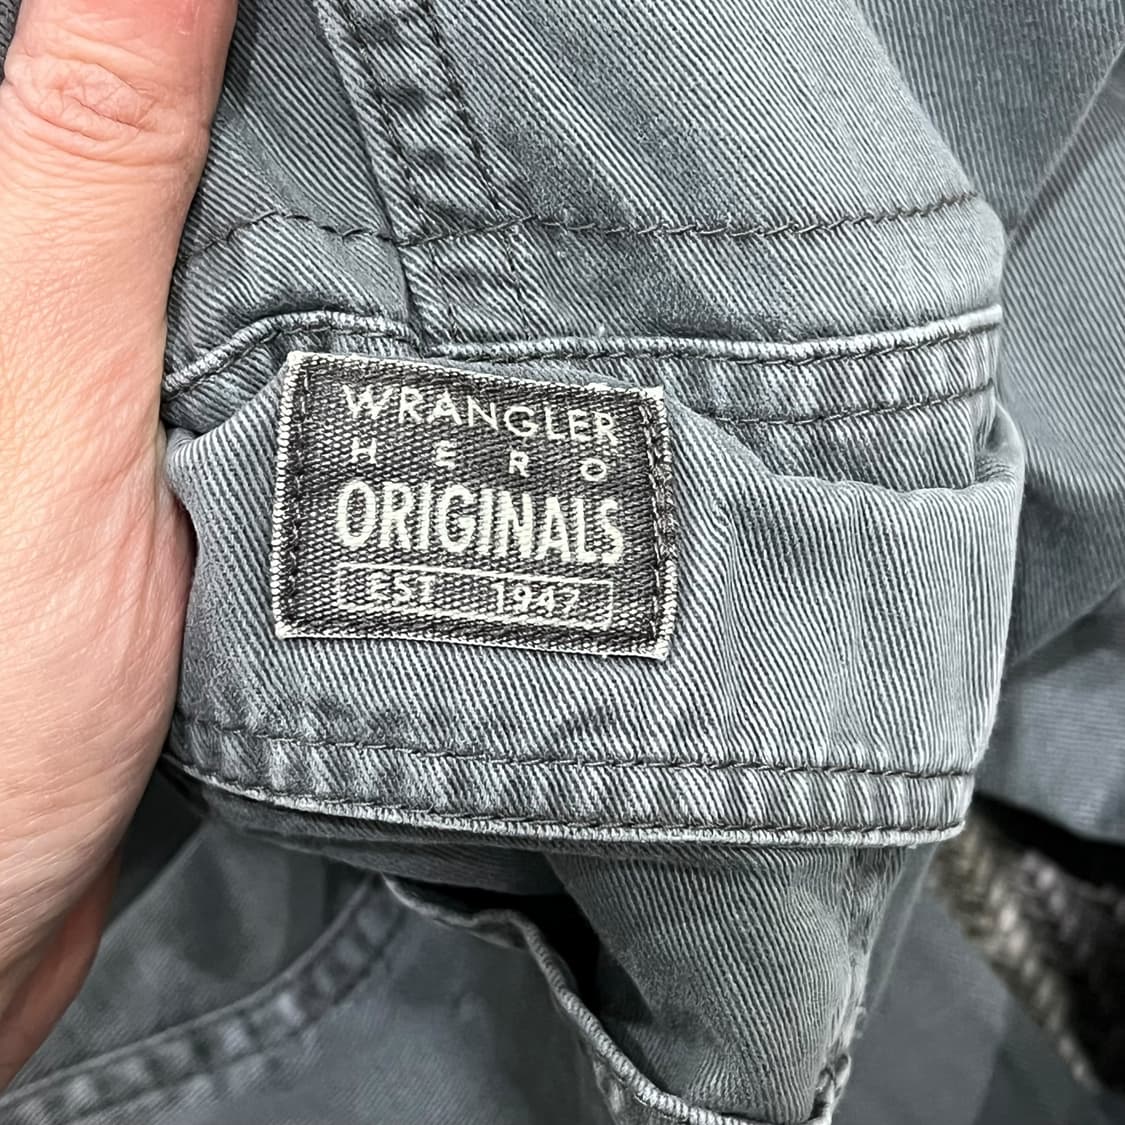 WRANGLER
HERO
ORIGINALS
EST 1947